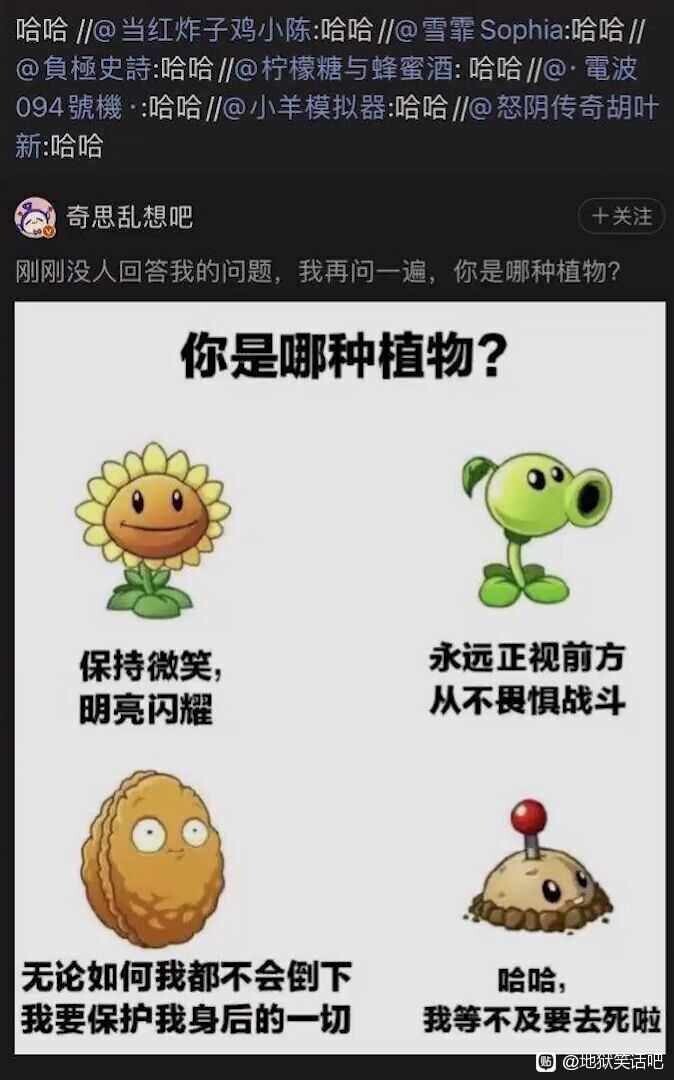 哈哈 //@当红炸子鸡小陈:哈哈//@雪霏Sophia:哈哈//
@負極史詩:哈哈//@柠檬糖与蜂蜜酒: 哈哈//@· 電波
094號機 ·:哈哈//@小羊模拟器:哈哈//@怒阴传奇胡叶
新:哈哈
奇思乱想吧
+关注
刚刚没人回答我的问题，我再问一遍，你是哪种植物？
你是哪种植物？
保持微笑，
明亮闪耀
永远正视前方
从不畏惧战斗
无论如何我都不会倒下
我要保护我身后的一切
哈哈，
我等不及要去死啦
贴 @地狱笑话吧